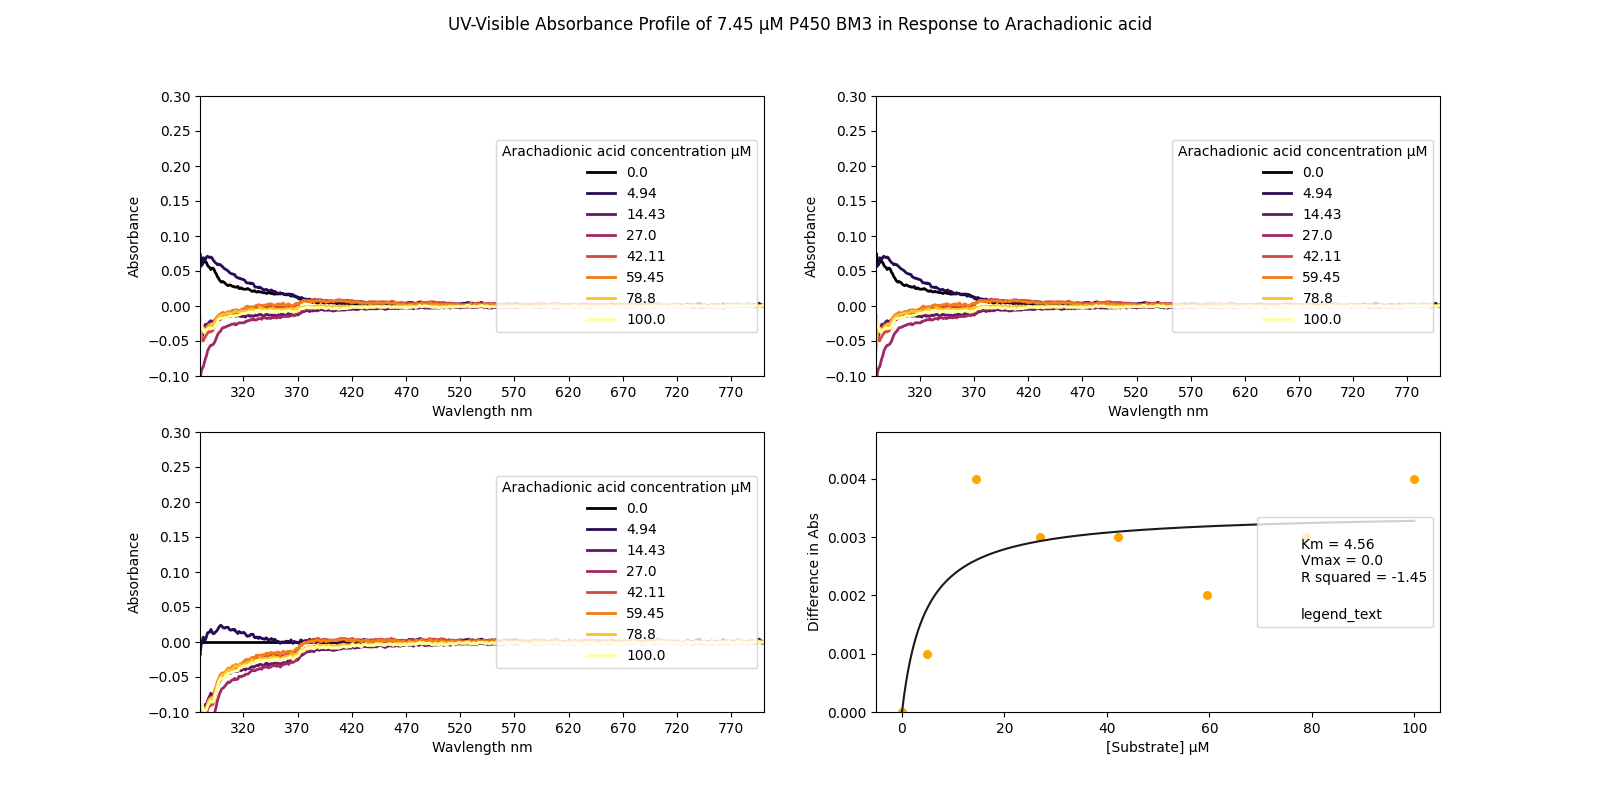 UV-Visible Absorbance Profile of 7.45 µM P450 BM3 in Response to Arachadionic acid
0.30
0.25
0.20
0.15
0.10
0.05
0.00
−0.05
−0.10
Absorbance
Arachadionic acid concentration µM
0.0
4.94
14.43
27.0
42.11
59.45
78.8
100.0
320 370 420 470 520 570 620 670 720 770
Wavlength nm
0.30
0.25
0.20
0.15
0.10
0.05
0.00
−0.05
−0.10
Absorbance
Arachadionic acid concentration µM
0.0
4.94
14.43
27.0
42.11
59.45
78.8
100.0
320 370 420 470 520 570 620 670 720 770
Wavlength nm
0.30
0.25
0.20
0.15
0.10
0.05
0.00
−0.05
−0.10
Absorbance
Arachadionic acid concentration µM
0.0
4.94
14.43
27.0
42.11
59.45
78.8
100.0
320 370 420 470 520 570 620 670 720 770
Wavlength nm
0.004
0.003
0.002
0.001
0.000
Difference in Abs
Km = 4.56
Vmax = 0.0
R squared = -1.45
legend_text
0 20 40 60 80 100
[Substrate] µM